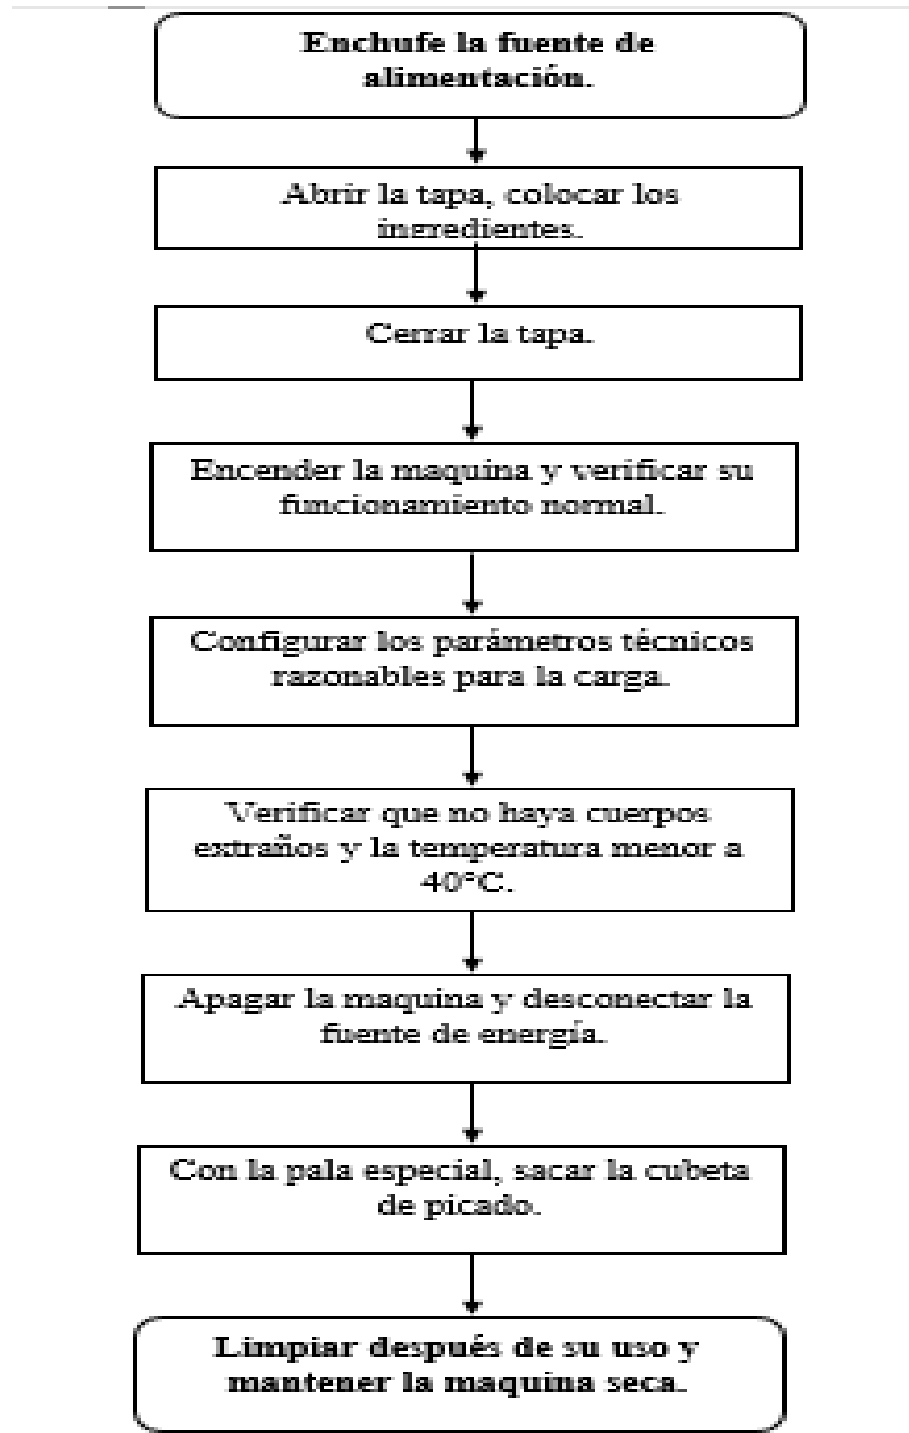 Enchufe la fuente de
alimentación.
Abrir la tapa, colocar los
ingredientes.
Cerrar la tapa.
Encender la maquina y verificar su
funcionamiento normal.
Configurar los parámetros técnicos
razonables para la carga.
Verificar que no haya cuerpos
extraños y la temperatura menor a
40°C.
Apagar la maquina y desconectar la
fuente de energía.
Con la pala especial, sacar la cubeta
de picado.
Limpiar después de su uso y
mantener la maquina seca.